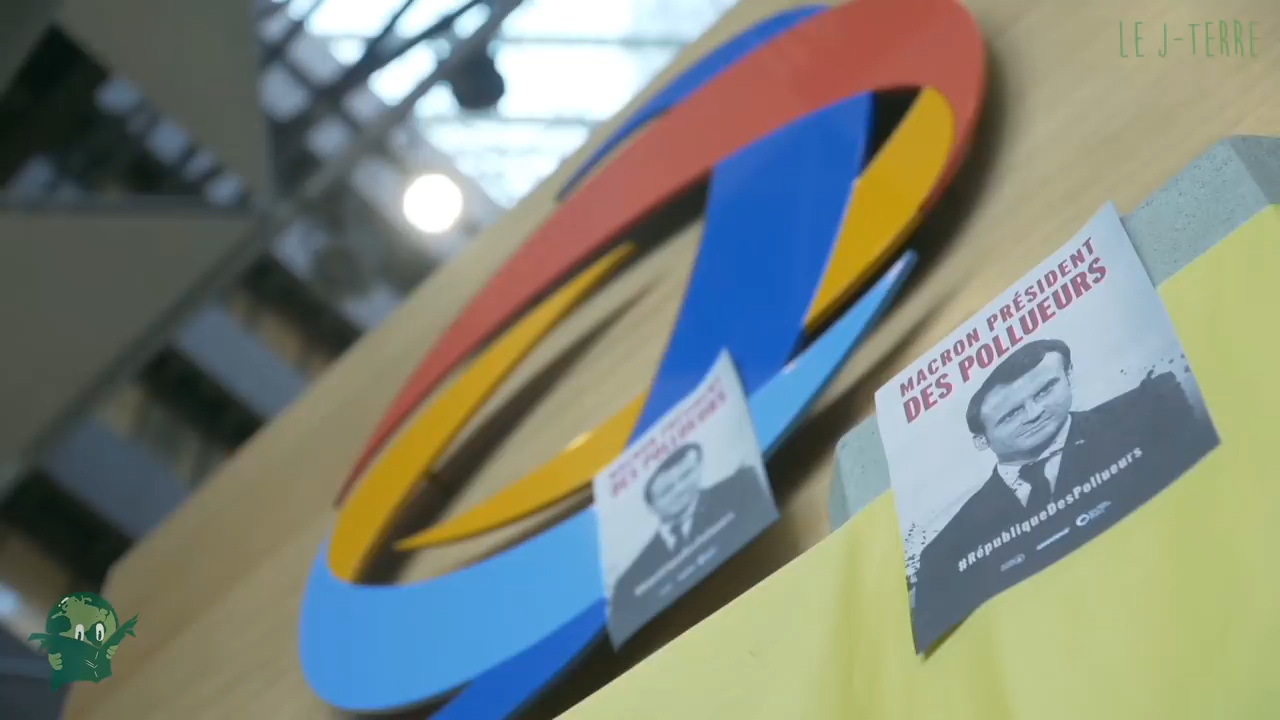 LE J-TERRE
MACRON PRÉSIDENT
DES POLLUEURS
#RépubliqueDesPollueurs
DES POLLUEURS